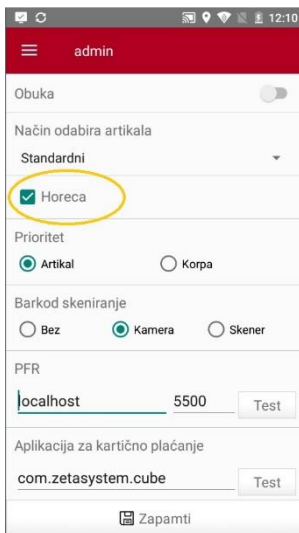 12:10
admin
Obuka
Način odabira artikala
Standardni
Horeca
Prioritet
Artikal Korpa
Barkod skeniranje
Bez Kamera Skener
PFR
localhost 5500 Test
Aplikacija za kartično plaćanje
com.zetasystem.cube Test
Zapamti